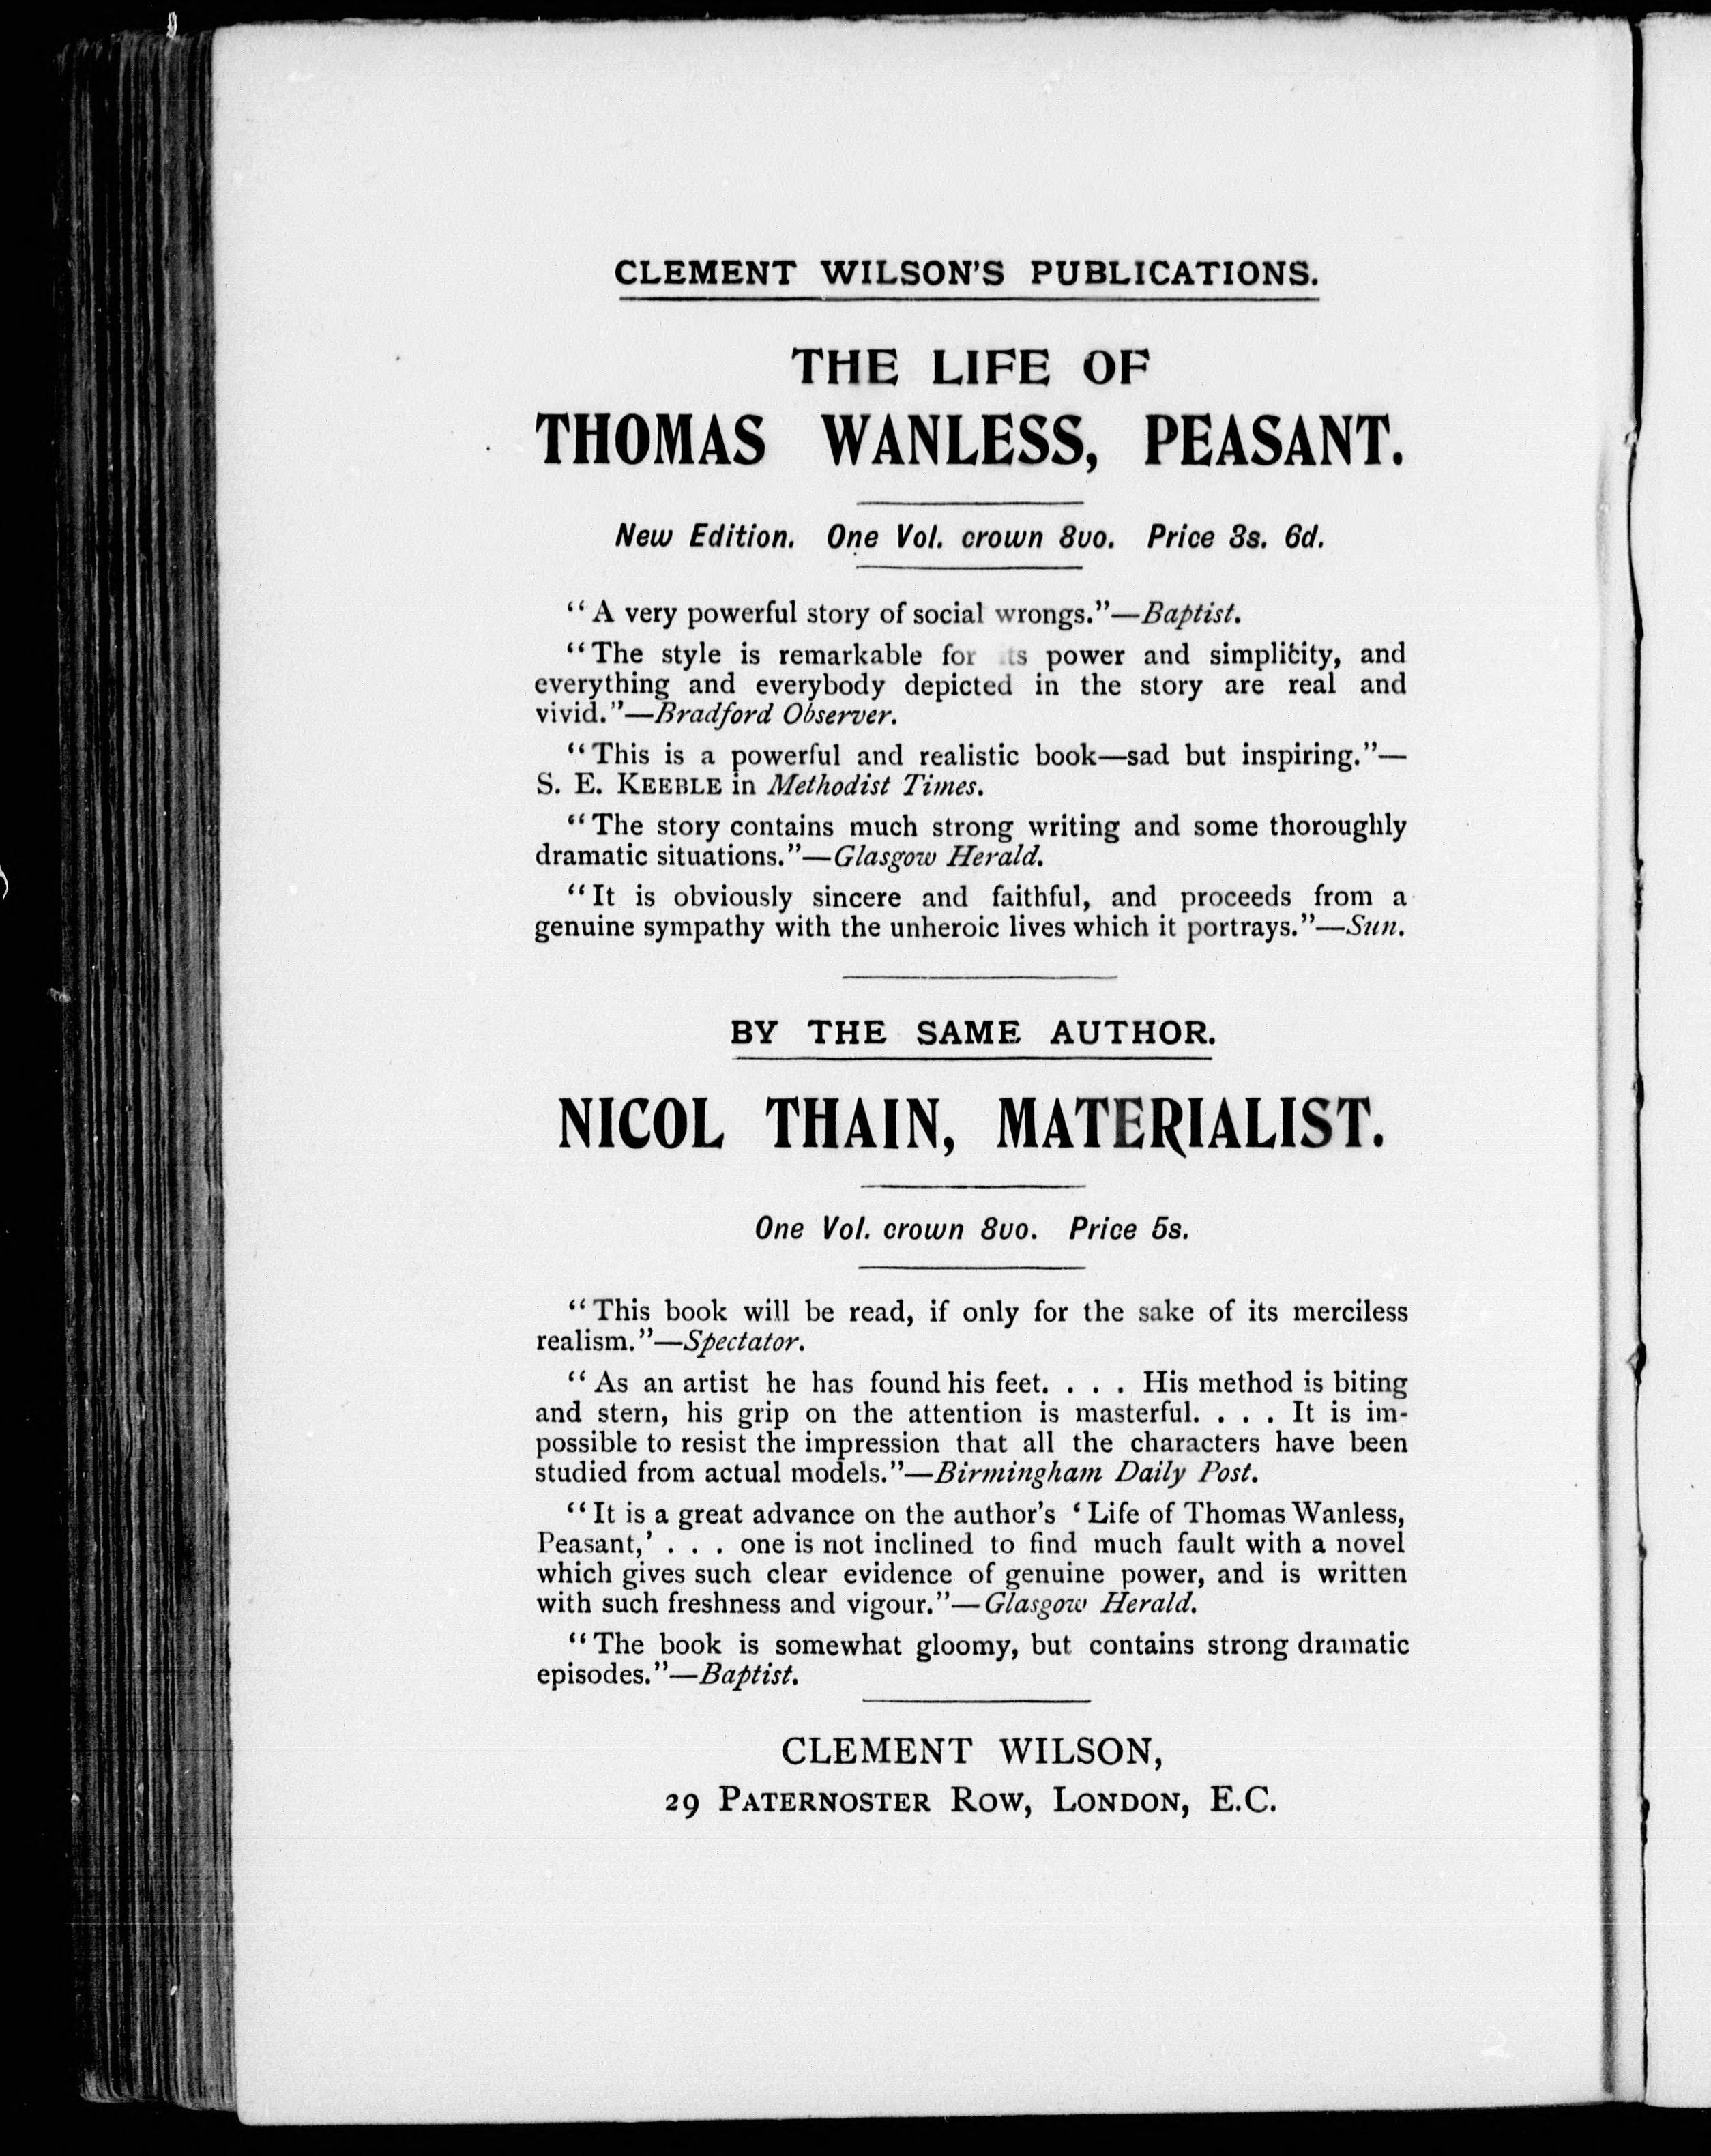 CLEMENT WILSON'S PUBLICATIONS.
THE LIFE OF
THOMAS WANLESS, PEASANT.
New Edition. One Vol. crown 8vo. Price 3s. 6d.
“A very powerful story of social wrongs.”—Baptist.
“The style is remarkable for its power and simplicity, and
everything and everybody depicted in the story are real and
vivid.”—Bradford Observer.
“This is a powerful and realistic book—sad but inspiring.”—
S. E. KEEBLE in Methodist Times.
“The story contains much strong writing and some thoroughly
dramatic situations.”—Glasgow Herald.
“It is obviously sincere and faithful, and proceeds from a
genuine sympathy with the unheroic lives which it portrays.”—Sun.
BY THE SAME AUTHOR.
NICOL THAIN, MATERIALIST.
One Vol. crown 8vo. Price 5s.
“This book will be read, if only for the sake of its merciless
realism.”—Spectator.
“As an artist he has found his feet. . . . His method is biting
and stern, his grip on the attention is masterful. . . . It is im-
possible to resist the impression that all the characters have been
studied from actual models.”—Birmingham Daily Post.
“It is a great advance on the author's ‘Life of Thomas Wanless,
Peasant,’ . . . one is not inclined to find much fault with a novel
which gives such clear evidence of genuine power, and is written
with such freshness and vigour.”—Glasgow Herald.
“The book is somewhat gloomy, but contains strong dramatic
episodes.”—Baptist.
CLEMENT WILSON,
29 PATERNOSTER ROW, LONDON, E.C.